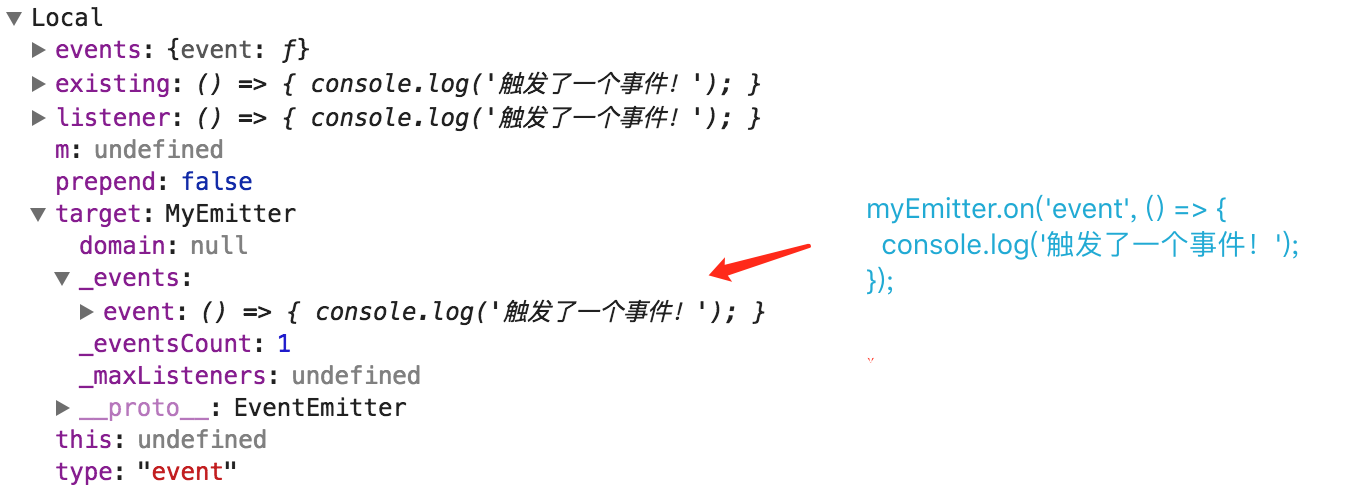 Local
events: {event: ƒ}
existing: () => { console.log('触发了一个事件！'); }
listener: () => { console.log('触发了一个事件！'); }
m: undefined
prepend: false
target: MyEmitter
domain: null
_events:
event: () => { console.log('触发了一个事件！'); }
_eventsCount: 1
_maxListeners: undefined
__proto__: EventEmitter
this: undefined
type: "event"
myEmitter.on('event', () => {
console.log('触发了一个事件！');
});